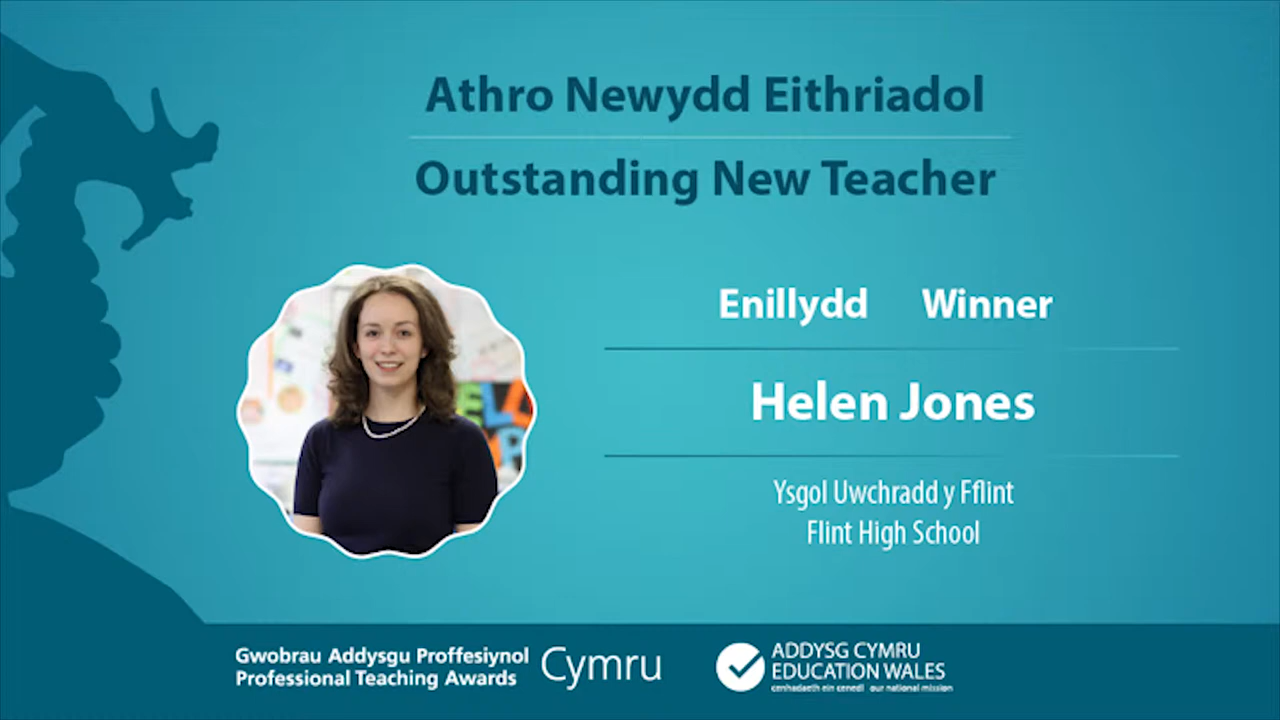 Athro Newydd Eithriadol
Outstanding New Teacher
Enillydd Winner
Helen Jones
Ysgol Uwchradd y Fflint
Flint High School
Gwobrau Addysgu Proffesiynol
Professional Teaching Awards
Cymru
ADDYSG CYMRU
EDUCATION WALES
cenhadaeth ein cenedl our national mission